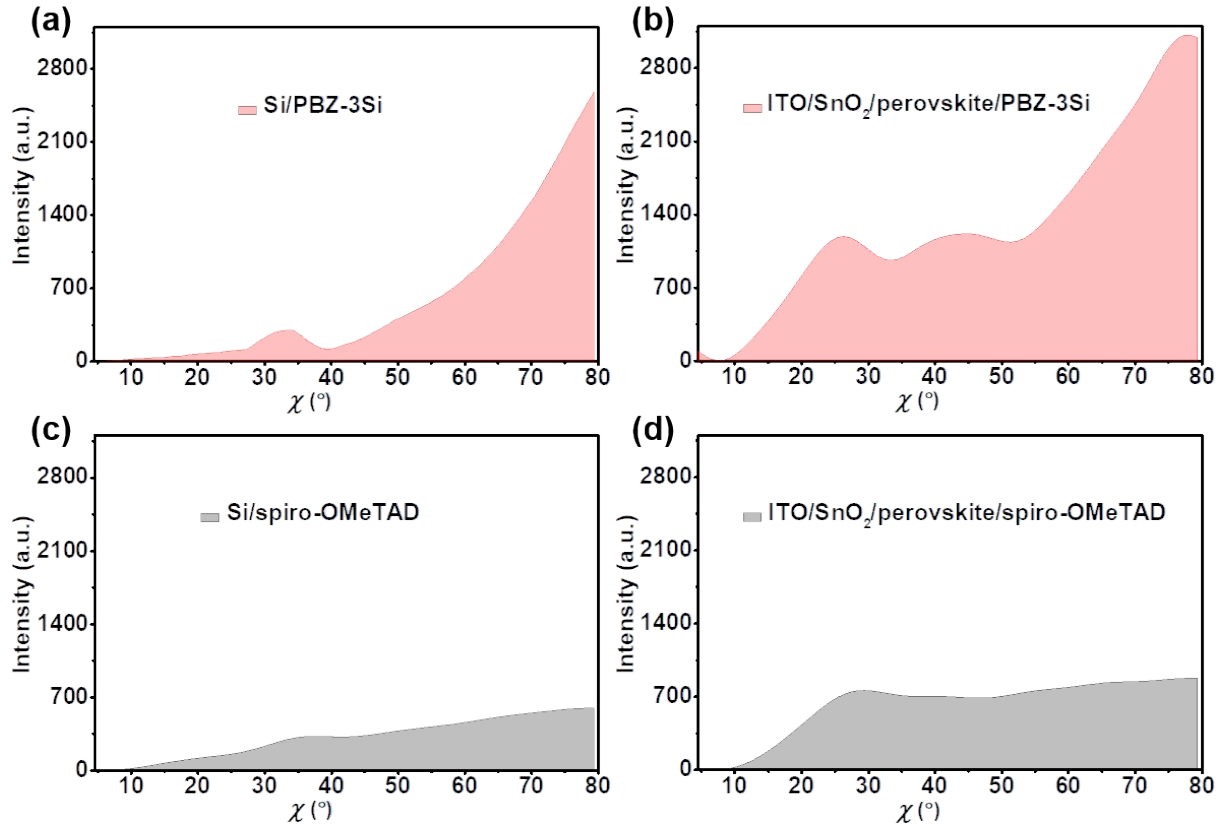 (a)
Intensity (a.u.)
2800
2100
1400
700
0
Si/PBZ-3Si
10 20 30 40 50 60 70 80
χ (°)
(b)
Intensity (a.u.)
2800
2100
1400
700
0
ITO/SnO₂/perovskite/PBZ-3Si
10 20 30 40 50 60 70 80
χ (°)
(c)
Intensity (a.u.)
2800
2100
1400
700
0
Si/spiro-OMeTAD
10 20 30 40 50 60 70 80
χ (°)
(d)
Intensity (a.u.)
2800
2100
1400
700
0
ITO/SnO₂/perovskite/spiro-OMeTAD
10 20 30 40 50 60 70 80
χ (°)